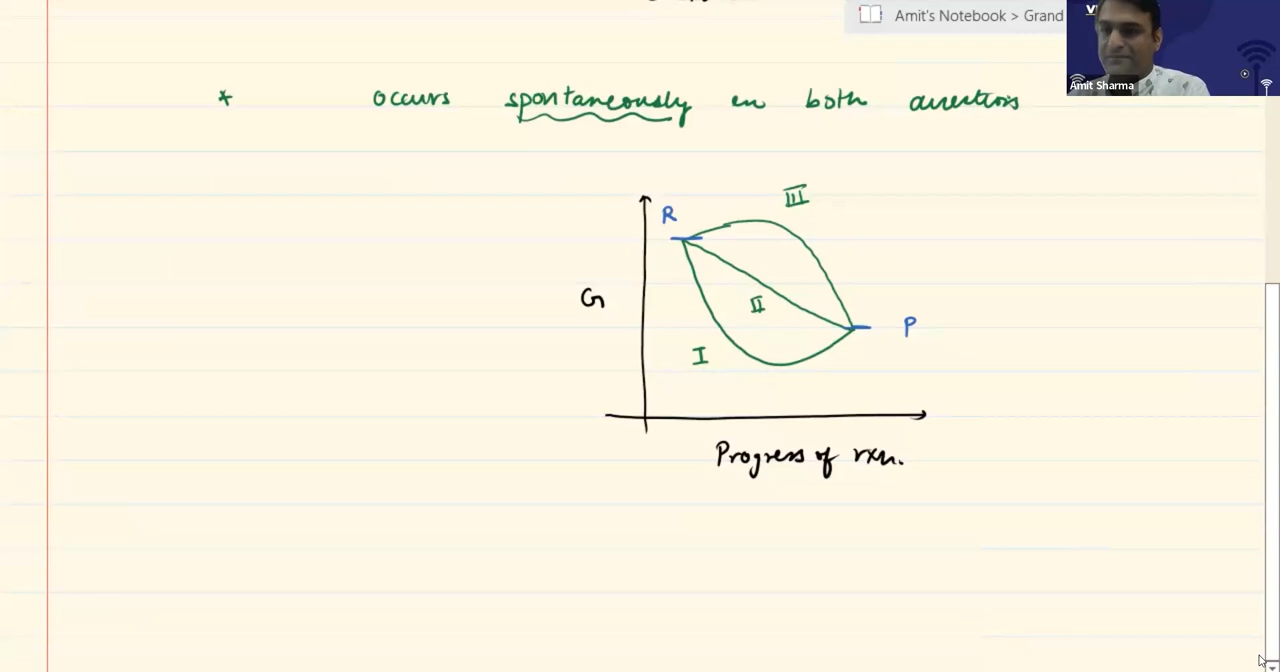 Amit's Notebook > Grand
Amit Sharma
* occurs spontaneously in both directions
III
R
G
II
P
I
Progress of rxn.